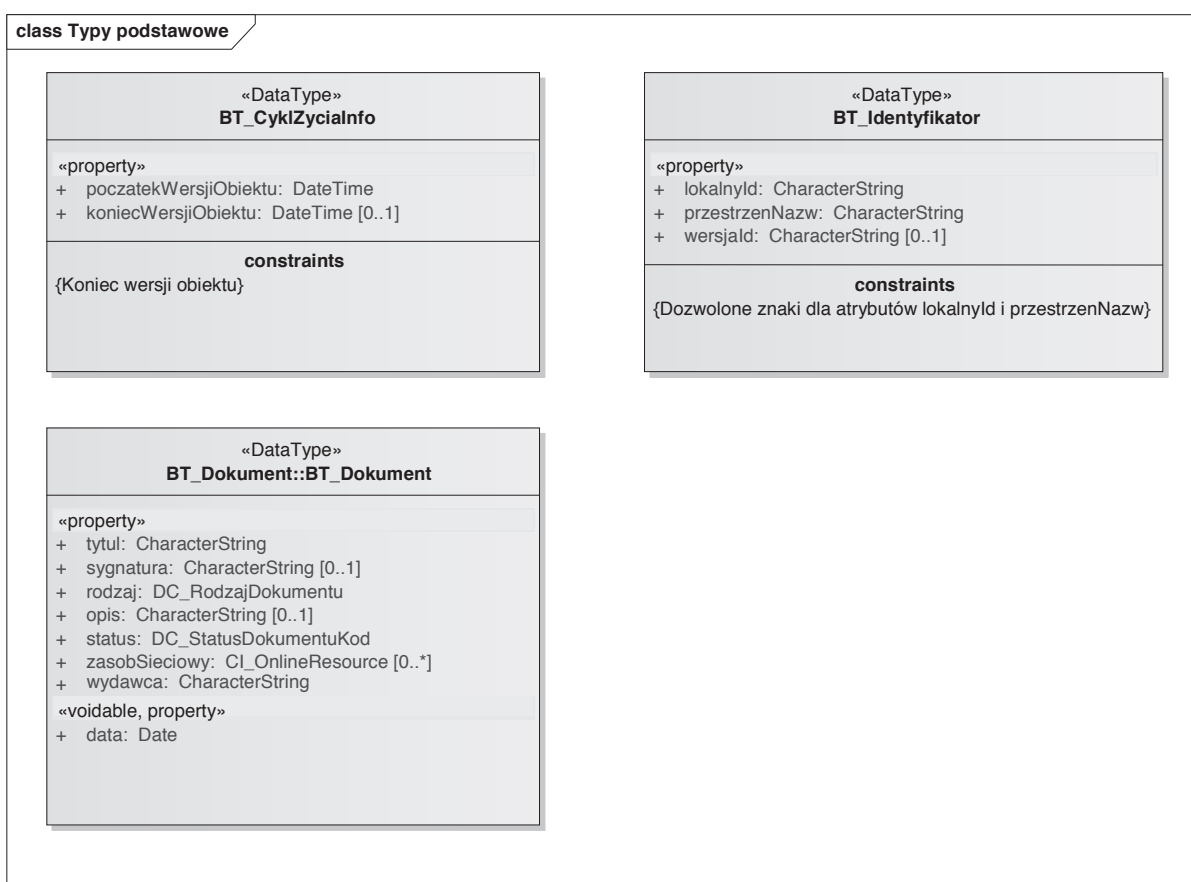 class Typy podstawowe
«DataType»
BT_CyklZyciaInfo
«property»
+ poczatekWersjiObiektu: DateTime
+ koniecWersjiObiektu: DateTime [0..1]
constraints
{Koniec wersji obiektu}
«DataType»
BT_Identyfikator
«property»
+ lokalnyId: CharacterString
+ przestrzenNazw: CharacterString
+ wersjaId: CharacterString [0..1]
constraints
{Dozwolone znaki dla atrybutów lokalnyId i przestrzenNazw}
«DataType»
BT_Dokument::BT_Dokument
«property»
+ tytul: CharacterString
+ sygnatura: CharacterString [0..1]
+ rodzaj: DC_RodzajDokumentu
+ opis: CharacterString [0..1]
+ status: DC_StatusDokumentuKod
+ zasobSieciowy: CI_OnlineResource [0..*]
+ wydawca: CharacterString
«voidable, property»
+ data: Date